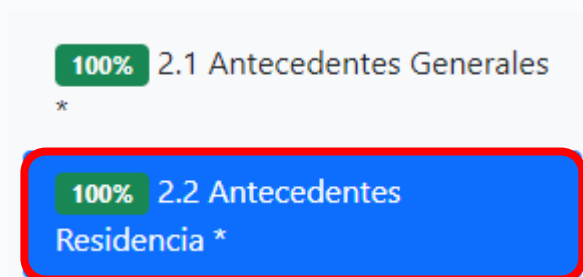 100% 2.1 Antecedentes Generales
*
100% 2.2 Antecedentes
Residencia *